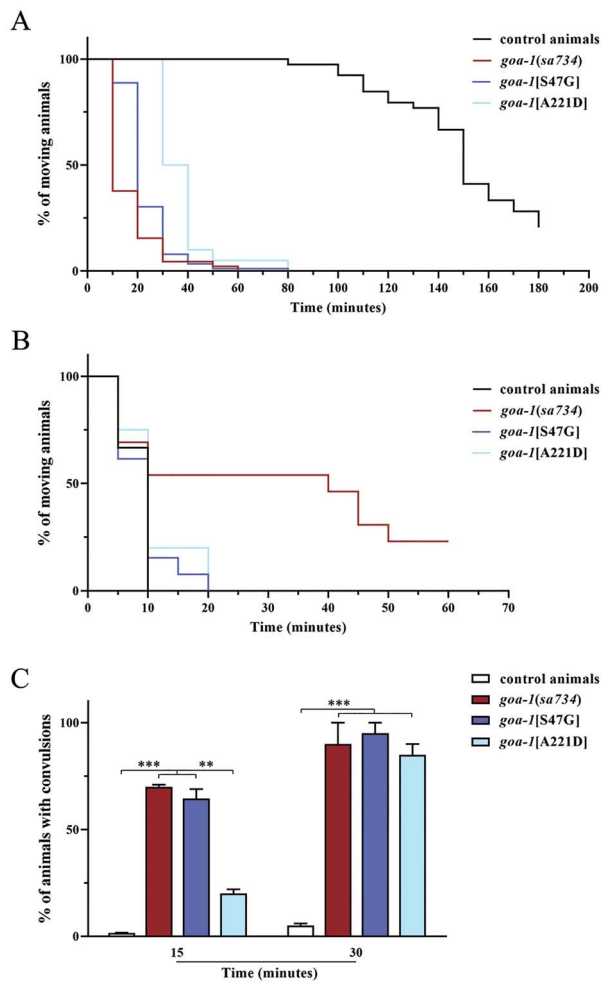 A
control animals
goa-1(sa734)
goa-1[S47G]
goa-1[A221D]
% of moving animals
100
50
0
0 20 40 60 80 100 120 140 160 180 200
Time (minutes)
B
control animals
goa-1(sa734)
goa-1[S47G]
goa-1[A221D]
% of moving animals
100
50
0
0 10 20 30 40 50 60 70
Time (minutes)
C
control animals
goa-1(sa734)
goa-1[S47G]
goa-1[A221D]
% of animals with convulsions
100
50
0
*** **
***
15 30
Time (minutes)